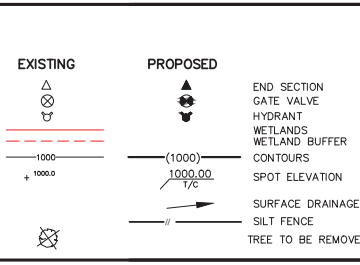 EXISTING PROPOSED
END SECTION
GATE VALVE
HYDRANT
WETLANDS
WETLAND BUFFER
1000 (1000) CONTOURS
+ 1000.0 1000.00 SPOT ELEVATION
T/C
SURFACE DRAINAGE
// SILT FENCE
TREE TO BE REMOVE